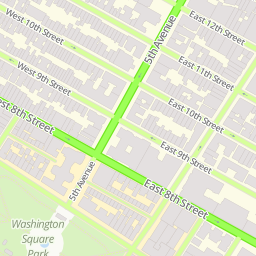 East 12th Street
West 10th Street
5th Avenue
East 11th Street
West 9th Street
East 10th Street
East 8th Street
East 9th Street
5th Avenue
East 8th Street
Washington
Square
Park